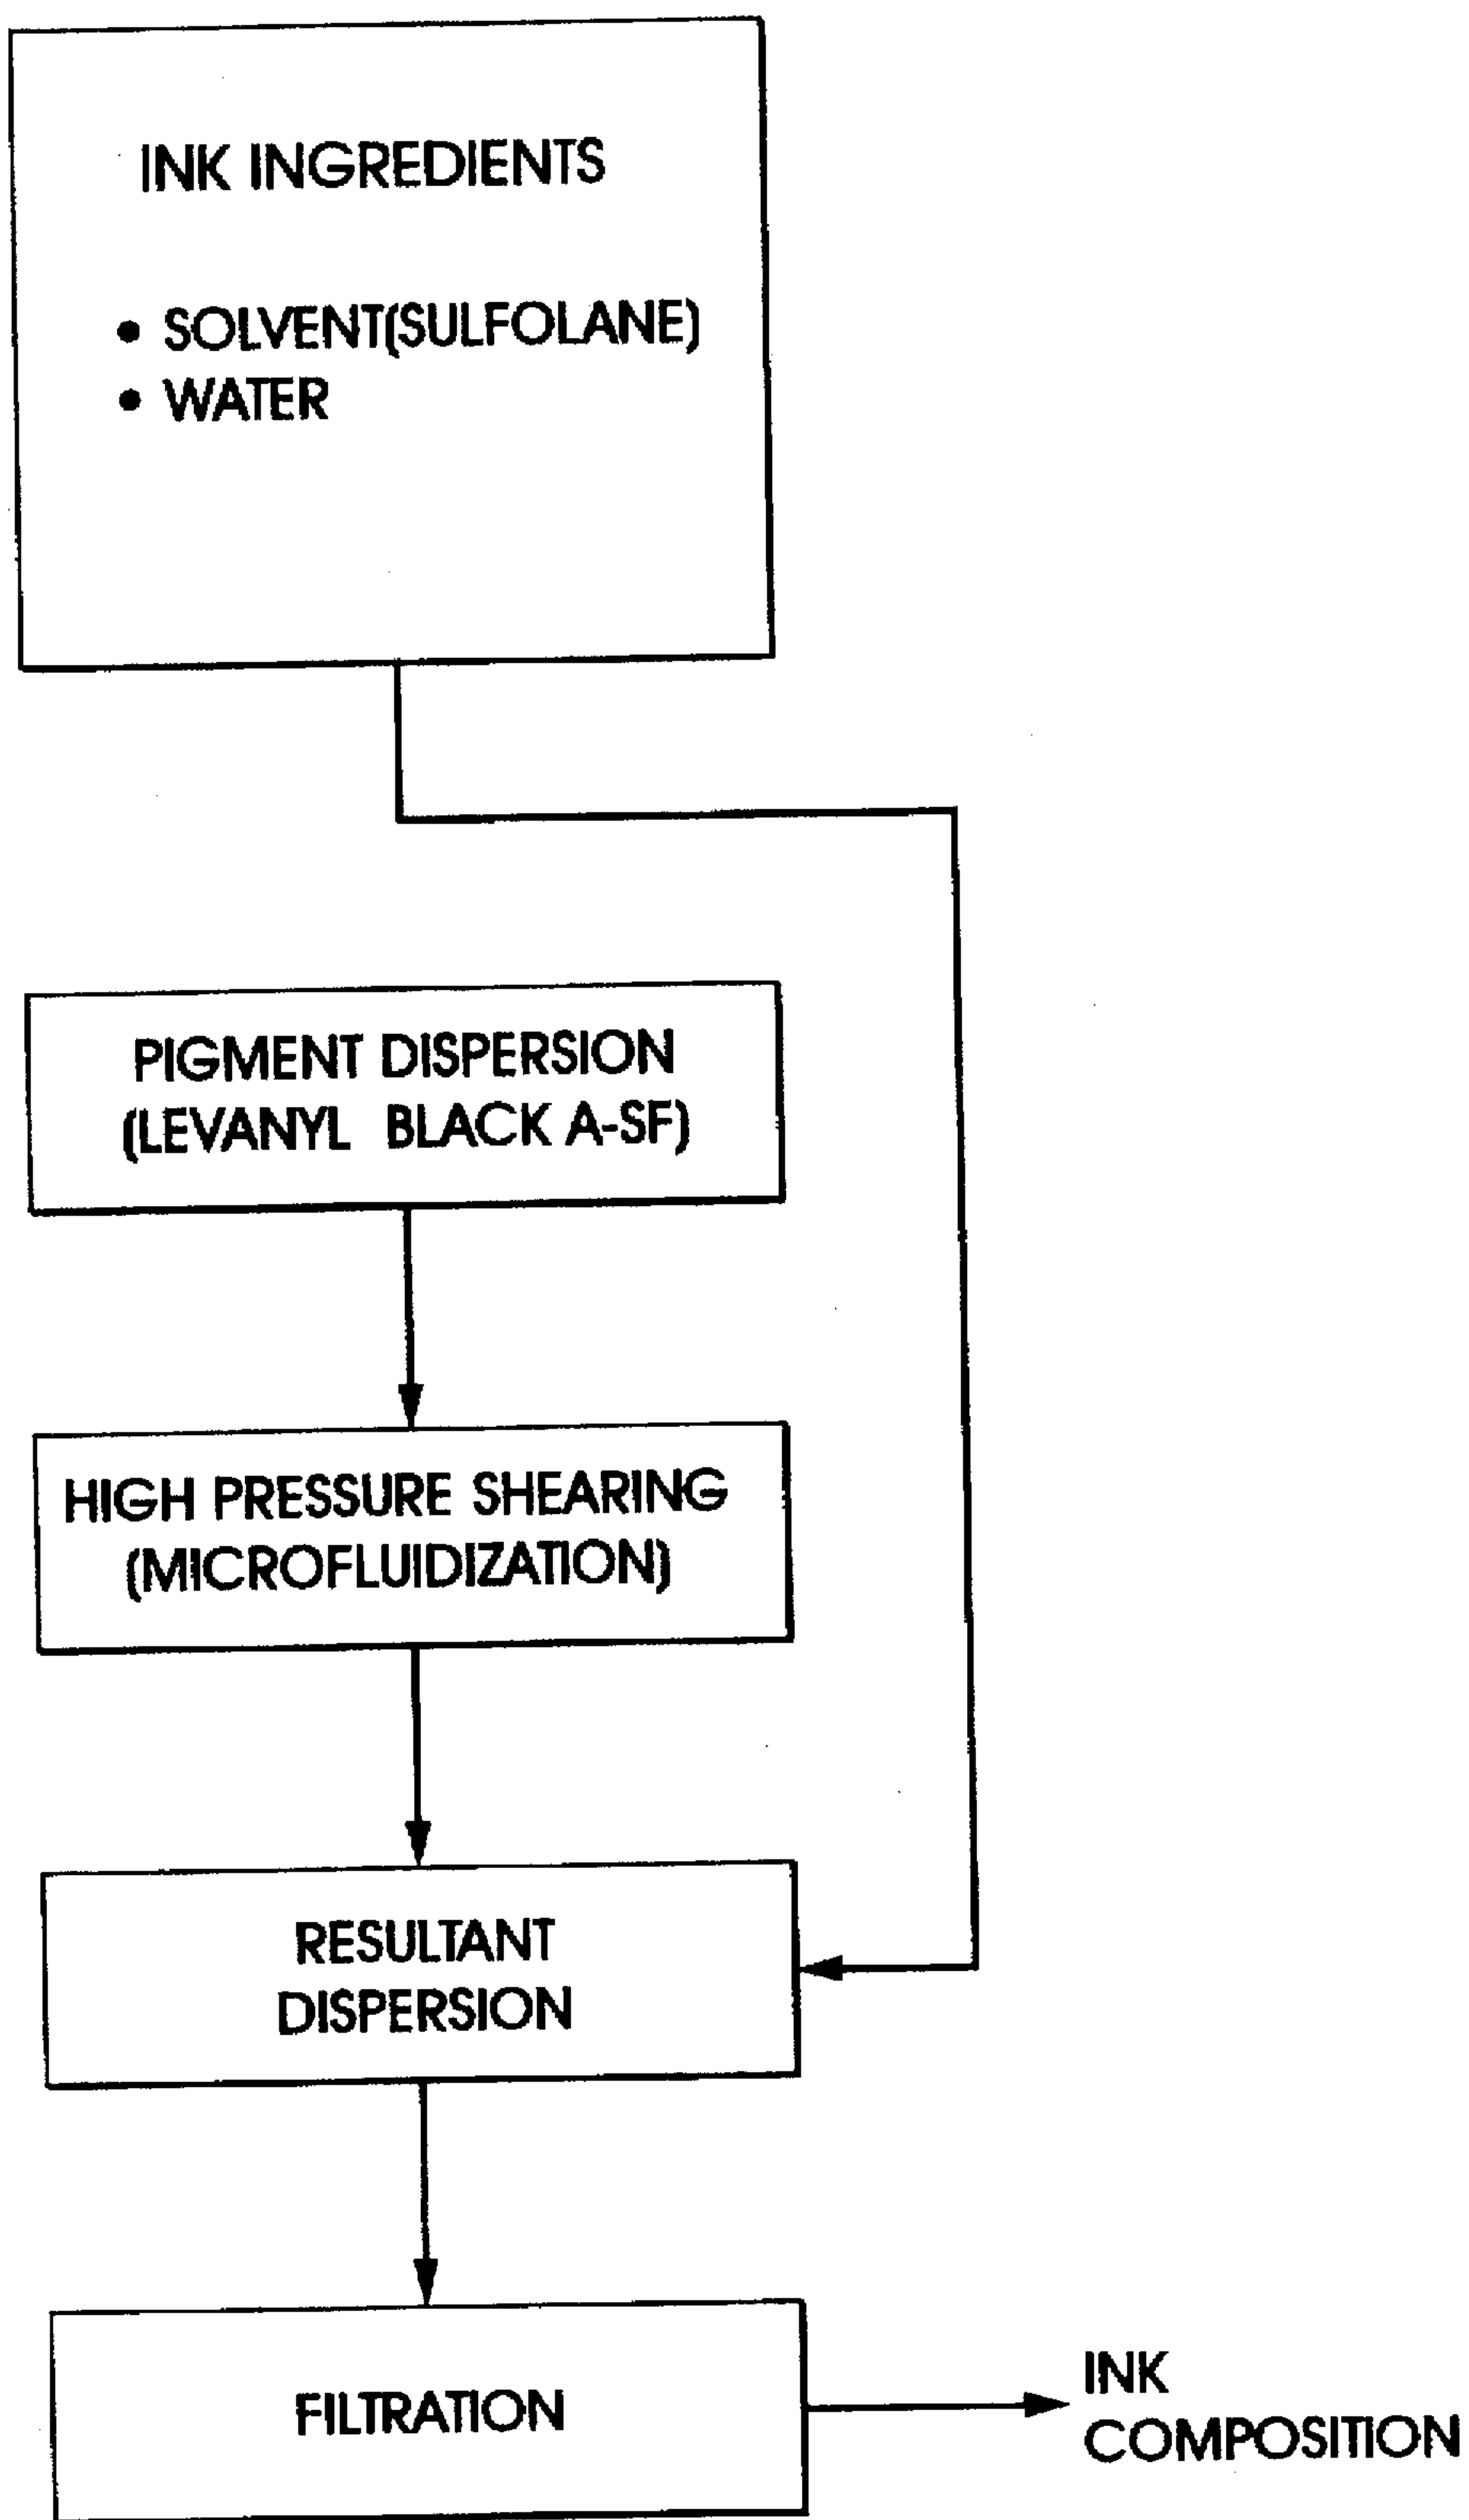 INK INGREDIENTS
• SOLVENT(SULFOLANE)
• WATER
PIGMENT DISPERSION
(LEVANYL BLACK A-SF)
HIGH PRESSURE SHEARING
(MICROFLUIDIZATION)
RESULTANT
DISPERSION
FILTRATION
INK
COMPOSITION